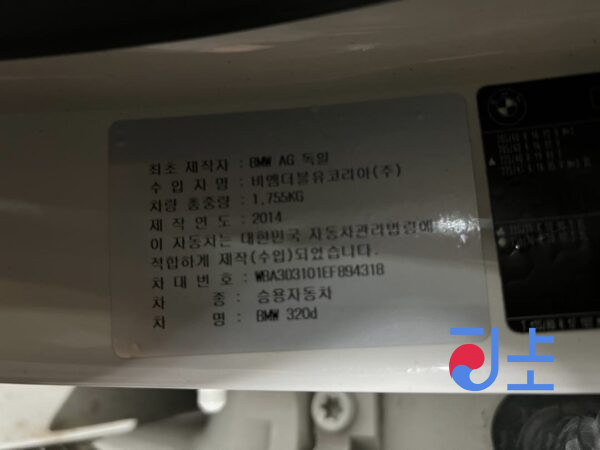 최초 제작자 : BMW AG 독일
수 입 자 명 : 비엠더블유코리아(주)
차량 총중량 : 1,755KG
제 작 연 도 : 2014
이 자동차는 대한민국 자동차관리법령에
적합하게 제작(수입)되었습니다.
차 대 번 호 : WBA3D3101EF894318
차 종 : 승용자동차
차 명 : BMW 320d